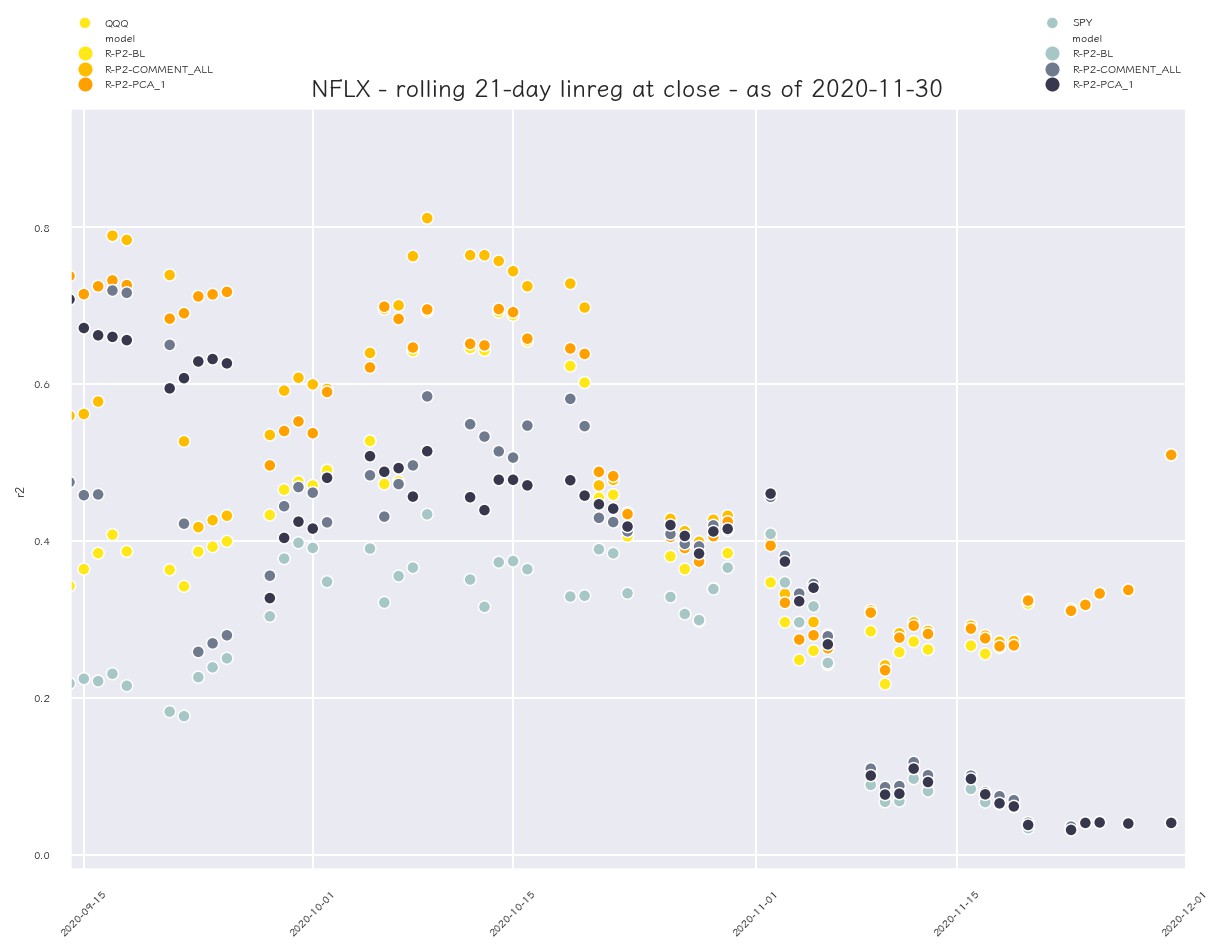 QQQ
model
R-P2-BL
R-P2-COMMENT_ALL
R-P2-PCA_1
SPY
model
R-P2-BL
R-P2-COMMENT_ALL
R-P2-PCA_1
NFLX - rolling 21-day linreg at close - as of 2020-11-30
r2
0.8
0.6
0.4
0.2
0.0
2020-09-15
2020-10-01
2020-10-15
2020-11-01
2020-11-15
2020-12-01